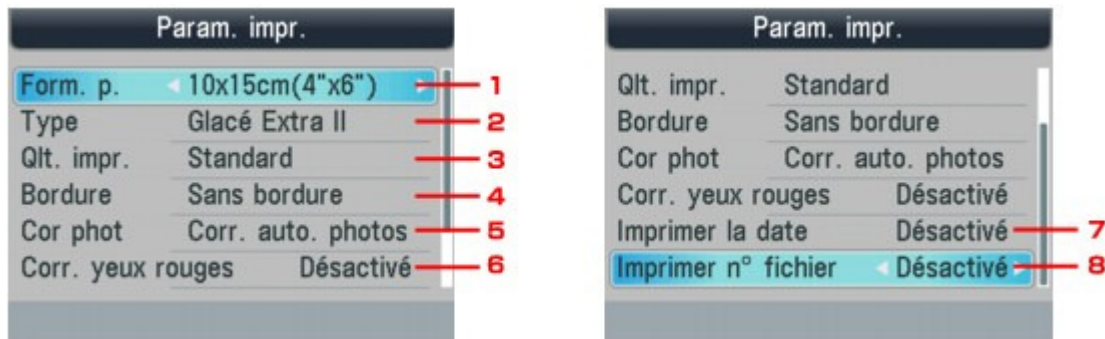 Param. impr.
Form. p. 10x15cm(4"x6") 1
Type Glacé Extra II 2
Qlt. impr. Standard 3
Bordure Sans bordure 4
Cor phot Corr. auto. photos 5
Corr. yeux rouges Désactivé 6
Param. impr.
Qlt. impr. Standard
Bordure Sans bordure
Cor phot Corr. auto. photos
Corr. yeux rouges Désactivé
Imprimer la date Désactivé 7
Imprimer n° fichier Désactivé 8